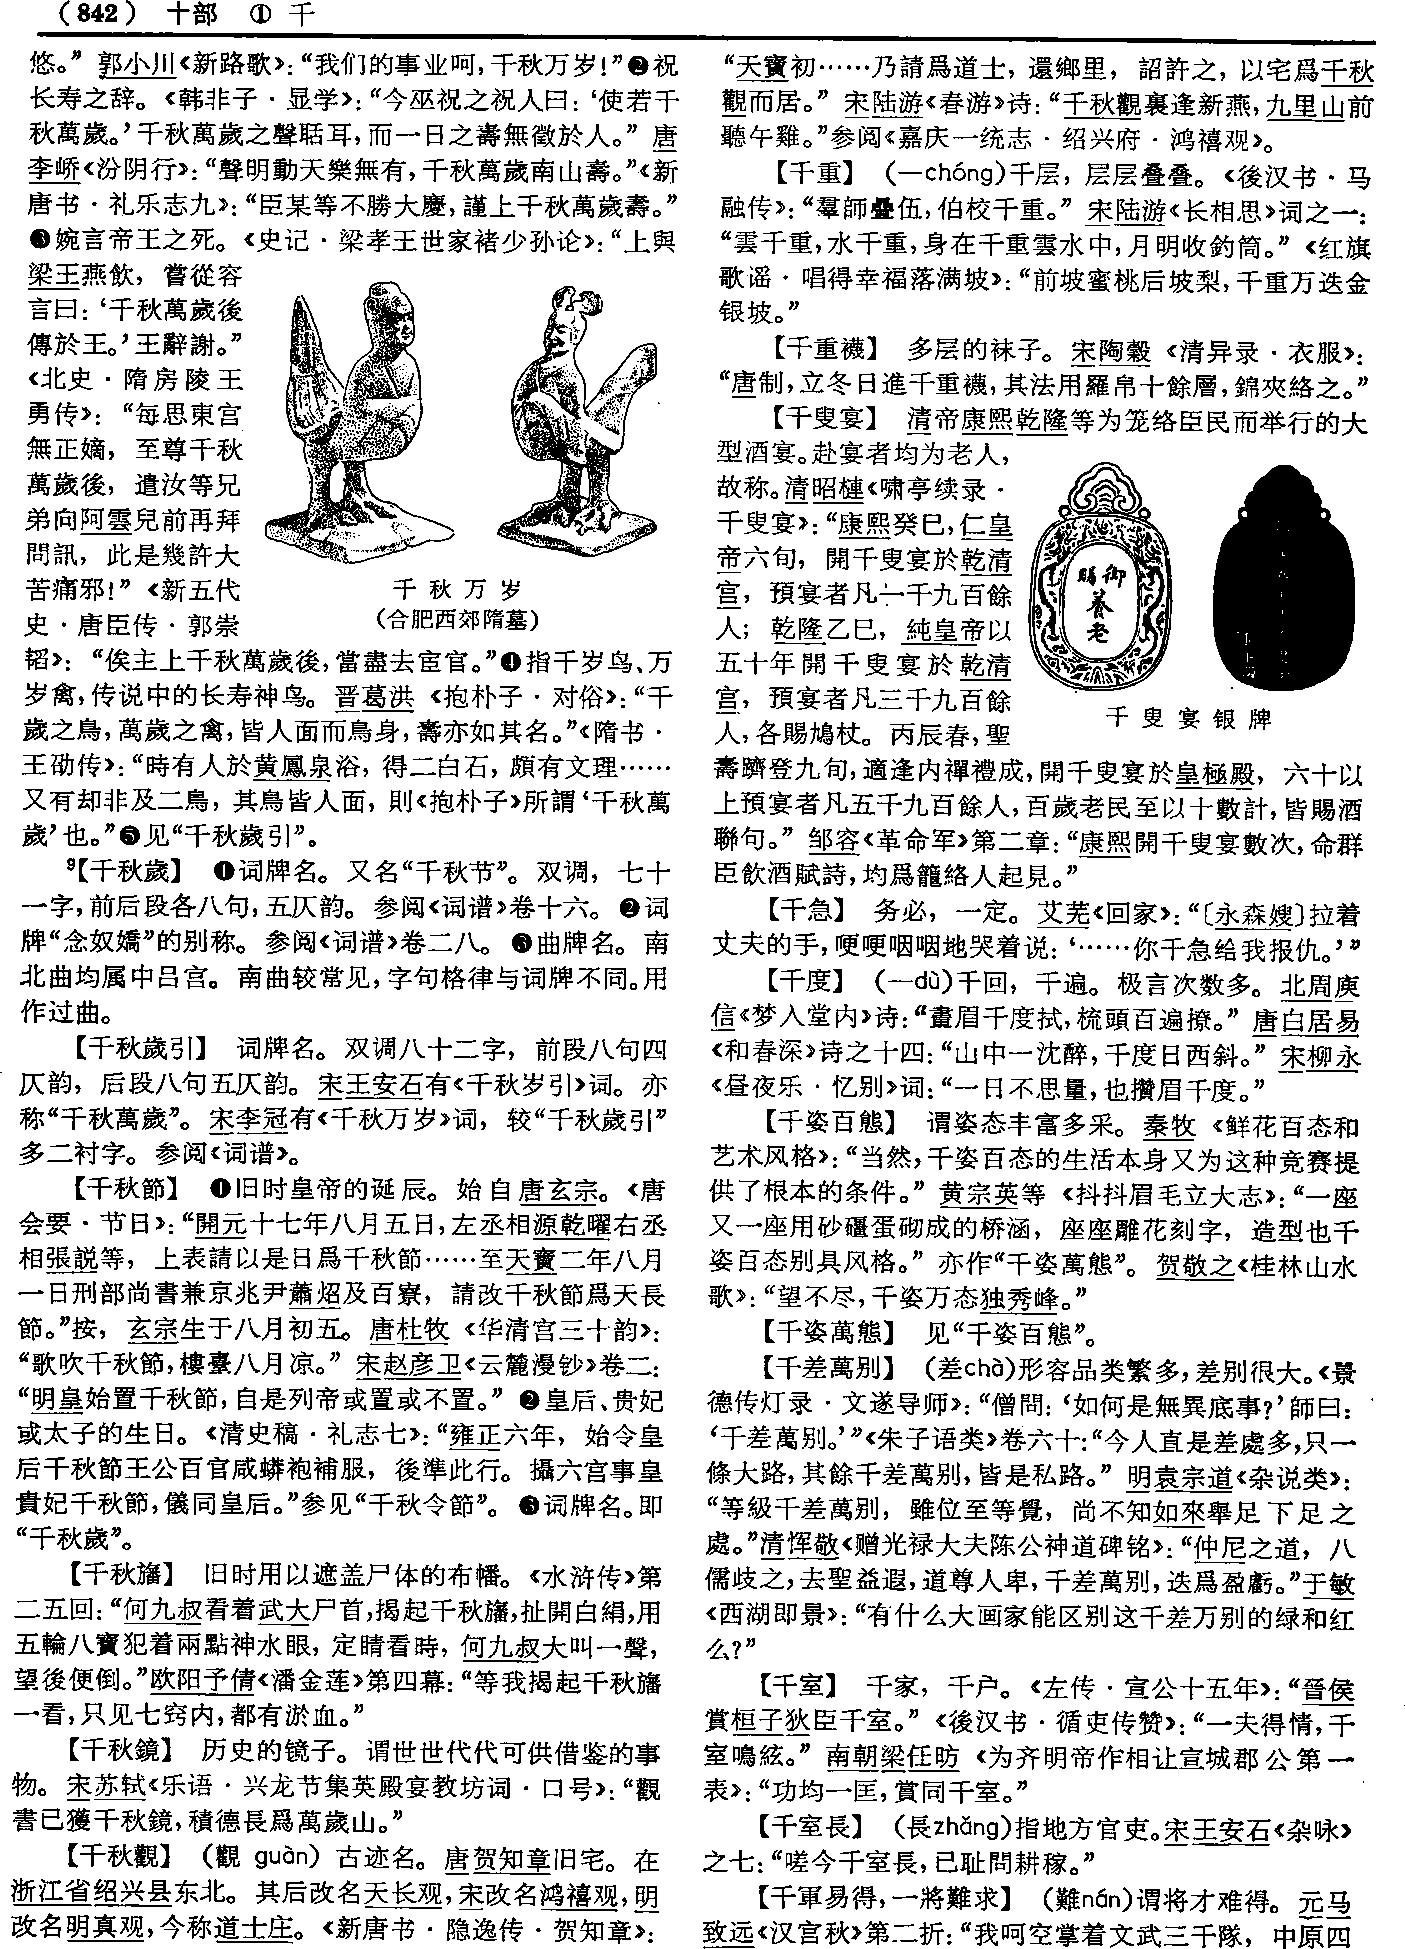 （842） 十部 ① 千
悠。”郭小川《新路歌》：“我们的事业呵，千秋万岁！”❷祝
长寿之辞。《韩非子·显学》：“今巫祝之祝人曰：‘使若千
秋萬歲。’千秋萬歲之聲聒耳，而一日之壽無徵於人。”唐
李峤《汾阴行》：“聲明動天樂無有，千秋萬歲南山壽。”《新
唐书·礼乐志九》：“臣某等不勝大慶，謹上千秋萬歲壽。”
❸婉言帝王之死。《史记·梁孝王世家褚少孙论》：“上與
梁王燕飲，嘗從容
言曰：‘千秋萬歲後
傳於王。’王辭謝。”
《北史·隋房陵王
勇传》：“每思東宫
無正嫡，至尊千秋
萬歲後，遣汝等兄
弟向阿雲兒前再拜
問訊，此是幾許大
苦痛邪！”《新五代
史·唐臣传·郭崇
千秋万岁
（合肥西郊隋墓）
韬》：“俟主上千秋萬歲後，當盡去宦官。”❹指千岁鸟、万
岁禽，传说中的长寿神鸟。晋葛洪《抱朴子·对俗》：“千
歲之鳥，萬歲之禽，皆人面而鳥身，壽亦如其名。”《隋书·
王劭传》：“時有人於黄鳳泉浴，得二白石，頗有文理……
又有却非及二鳥，其鳥皆人面，則《抱朴子》所謂‘千秋萬
歲’也。”❺见“千秋歲引”。
⁹【千秋歲】 ❶词牌名。又名“千秋节”。双调，七十
一字，前后段各八句，五仄韵。参阅《词谱》卷十六。❷词
牌“念奴嬌”的别称。参阅《词谱》卷二八。❸曲牌名。南
北曲均属中吕宫。南曲较常见，字句格律与词牌不同。用
作过曲。
【千秋歲引】 词牌名。双调八十二字，前段八句四
仄韵，后段八句五仄韵。宋王安石有《千秋岁引》词。亦
称“千秋萬歲”。宋李冠有《千秋万岁》词，较“千秋歲引”
多二衬字。参阅《词谱》。
【千秋節】 ❶旧时皇帝的诞辰。始自唐玄宗。《唐
会要·节日》：“開元十七年八月五日，左丞相源乾曜右丞
相張説等，上表請以是日爲千秋節……至天寶二年八月
一日刑部尚書兼京兆尹蕭炤及百寮，請改千秋節爲天長
節。”按，玄宗生于八月初五。唐杜牧《华清宫三十韵》：
“歌吹千秋節，樓臺八月凉。”宋赵彦卫《云麓漫钞》卷二：
“明皇始置千秋節，自是列帝或置或不置。”❷皇后、贵妃
或太子的生日。《清史稿·礼志七》：“雍正六年，始令皇
后千秋節王公百官咸蟒袍補服，後準此行。攝六宫事皇
貴妃千秋節，儀同皇后。”参见“千秋令節”。❸词牌名。即
“千秋歲”。
【千秋旛】 旧时用以遮盖尸体的布幡。《水浒传》第
二五回：“何九叔看着武大尸首，揭起千秋旛，扯開白絹，用
五輪八寶犯着兩點神水眼，定睛看時，何九叔大叫一聲，
望後便倒。”欧阳予倩《潘金莲》第四幕：“等我揭起千秋旛
一看，只见七窍内，都有淤血。”
【千秋鏡】 历史的镜子。谓世世代代可供借鉴的事
物。宋苏轼《乐语·兴龙节集英殿宴教坊词·口号》：“觀
書已獲千秋鏡，積德長爲萬歲山。”
【千秋觀】 （觀 guàn）古迹名。唐贺知章旧宅。在
浙江省绍兴县东北。其后改名天长观，宋改名鸿禧观，明
改名明真观，今称道士庄。《新唐书·隐逸传·贺知章》：
“天寶初……乃請爲道士，還鄉里，詔許之，以宅爲千秋
觀而居。”宋陆游《春游》诗：“千秋觀裏逢新燕，九里山前
聽午雞。”参阅《嘉庆一统志·绍兴府·鸿禧观》。
【千重】 （—chóng）千层，层层叠叠。《後汉书·马
融传》：“羣師疊伍，伯校千重。”宋陆游《长相思》词之一：
“雲千重，水千重，身在千重雲水中，月明收釣筒。”《红旗
歌谣·唱得幸福落满坡》：“前坡蜜桃后坡梨，千重万迭金
银坡。”
【千重襪】 多层的袜子。宋陶榖《清异录·衣服》：
“唐制，立冬日進千重襪，其法用羅帛十餘層，錦夾絡之。”
【千叟宴】 清帝康熙乾隆等为笼络臣民而举行的大
型酒宴。赴宴者均为老人，
故称。清昭槤《啸亭续录·
千叟宴》：“康熙癸巳，仁皇
帝六旬，開千叟宴於乾清
宫，預宴者凡一千九百餘
人；乾隆乙巳，純皇帝以
五十年開千叟宴於乾清
宫，預宴者凡三千九百餘
人，各賜鳩杖。丙辰春，聖
御賜
養老
千叟宴银牌
壽躋登九旬，適逢内禪禮成，開千叟宴於皇極殿，六十以
上預宴者凡五千九百餘人，百歲老民至以十數計，皆賜酒
聯句。”邹容《革命军》第二章：“康熙開千叟宴數次，命群
臣飲酒賦詩，均爲籠絡人起見。”
【千急】 务必，一定。艾芜《回家》：“〔永森嫂〕拉着
丈夫的手，哽哽咽咽地哭着说：‘……你千急给我报仇。’”
【千度】 （—dù）千回，千遍。极言次数多。北周庾
信《梦入堂内》诗：“畫眉千度拭，梳頭百遍撩。”唐白居易
《和春深》诗之十四：“山中一沈醉，千度日西斜。”宋柳永
《昼夜乐·忆别》词：“一日不思量，也攢眉千度。”
【千姿百態】 谓姿态丰富多采。秦牧《鲜花百态和
艺术风格》：“当然，千姿百态的生活本身又为这种竞赛提
供了根本的条件。”黄宗英等《抖抖眉毛立大志》：“一座
又一座用砂礓蛋砌成的桥涵，座座雕花刻字，造型也千
姿百态别具风格。”亦作“千姿萬態”。贺敬之《桂林山水
歌》：“望不尽，千姿万态独秀峰。”
【千姿萬態】 见“千姿百態”。
【千差萬别】 （差chā）形容品类繁多，差别很大。《景
德传灯录·文遂导师》：“僧問：‘如何是無異底事？’師曰：
‘千差萬别。’”《朱子语类》卷六十：“今人直是差處多，只一
條大路，其餘千差萬别，皆是私路。”明袁宗道《杂说类》：
“等級千差萬别，雖位至等覺，尚不知如來舉足下足之
處。”清恽敬《赠光禄大夫陈公神道碑铭》：“仲尼之道，八
儒歧之，去聖益遐，道尊人卑，千差萬别，迭爲盈虧。”于敏
《西湖即景》：“有什么大画家能区别这千差万别的绿和红
么？”
【千室】 千家，千户。《左传·宣公十五年》：“晉侯
賞桓子狄臣千室。”《後汉书·循吏传赞》：“一夫得情，千
室鳴絃。”南朝梁任昉《为齐明帝作相让宣城郡公第一
表》：“功均一匡，賞同千室。”
【千室長】 （長zhǎng）指地方官吏。宋王安石《杂咏》
之七：“嗟今千室長，已耻問耕稼。”
【千軍易得，一將難求】 （難nán）谓将才难得。元马
致远《汉宫秋》第二折：“我呵空掌着文武三千隊，中原四